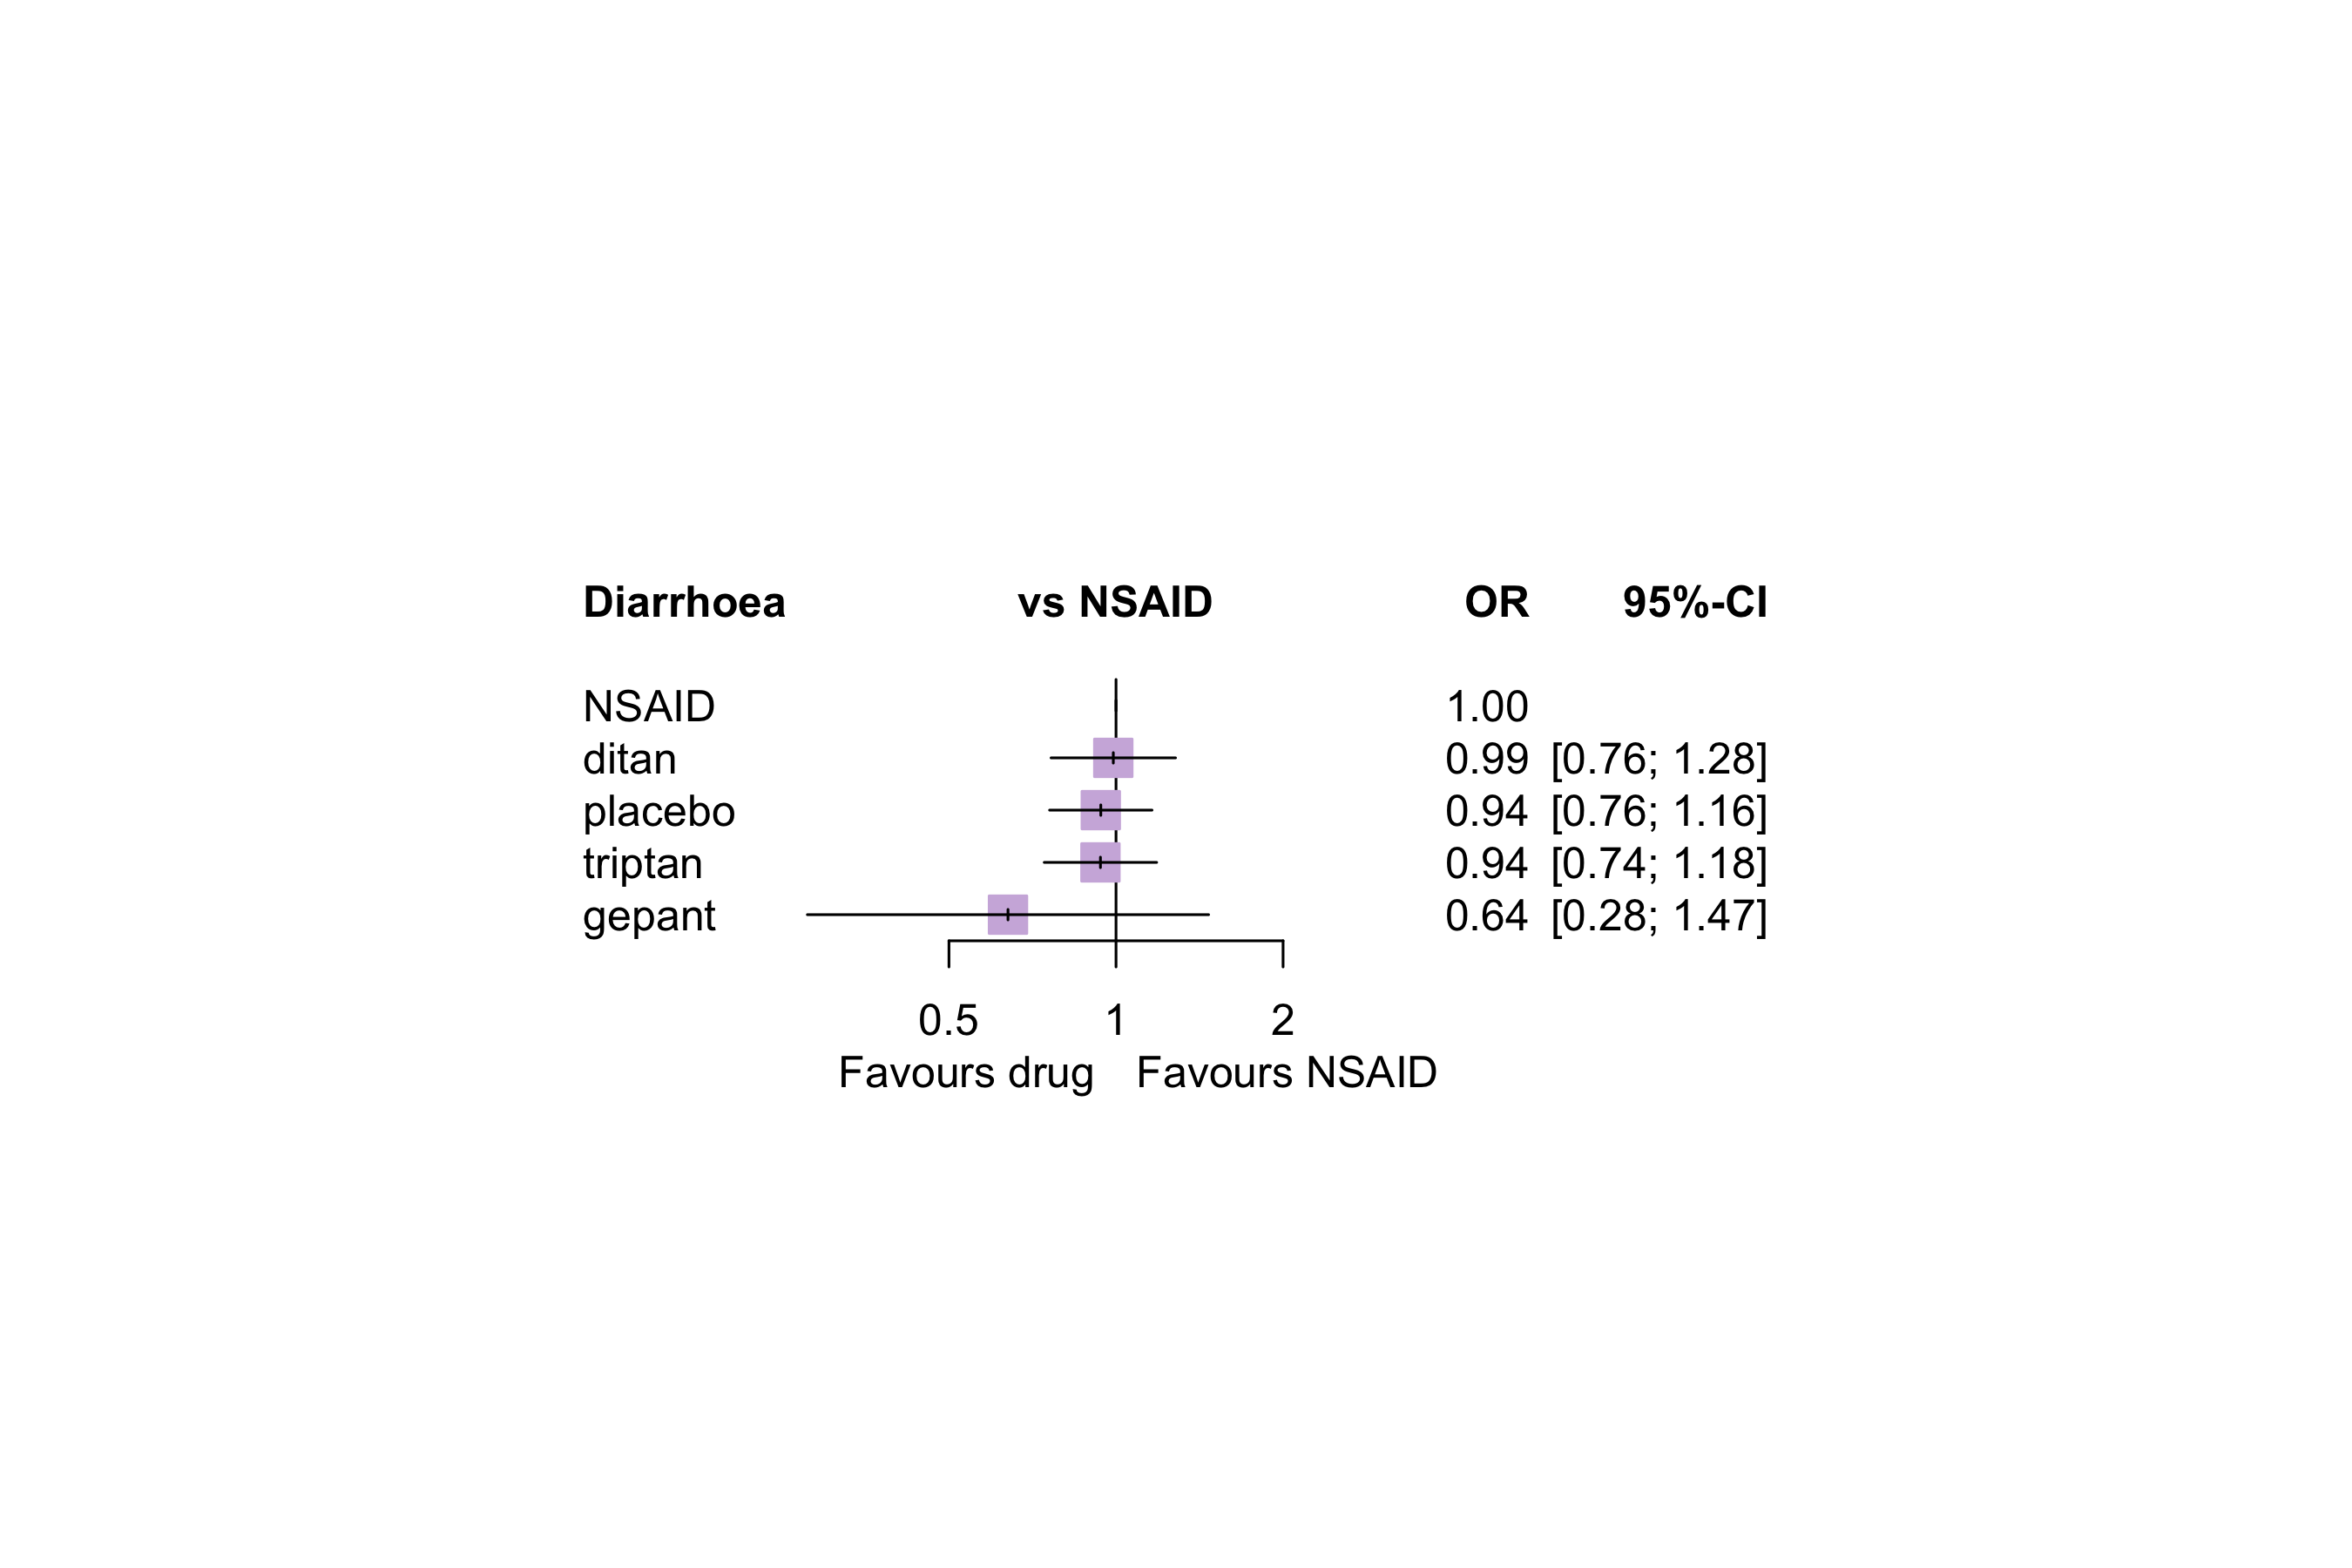 Diarrhoea vs NSAID OR 95%-CI
NSAID 1.00
ditan 0.99 [0.76; 1.28]
placebo 0.94 [0.76; 1.16]
triptan 0.94 [0.74; 1.18]
gepant 0.64 [0.28; 1.47]
0.5 1 2
Favours drug Favours NSAID